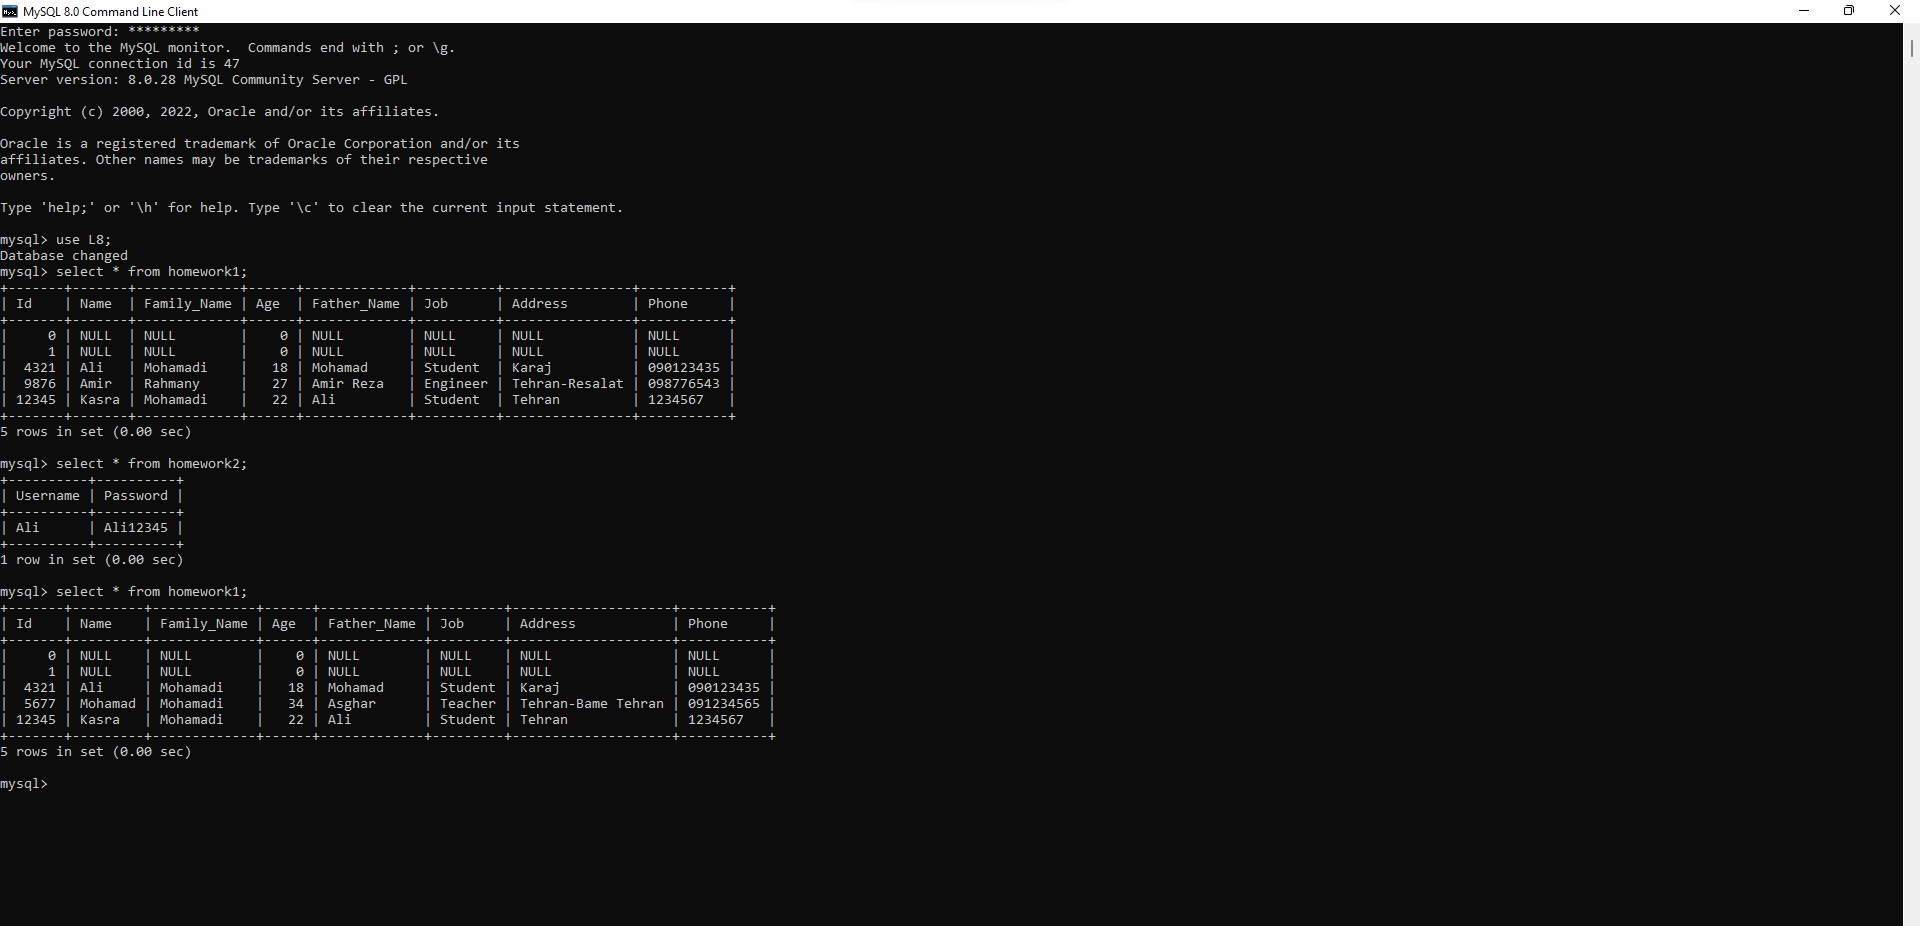 MySQL 8.0 Command Line Client
Enter password: *********
Welcome to the MySQL monitor.  Commands end with ; or \g.
Your MySQL connection id is 47
Server version: 8.0.28 MySQL Community Server - GPL
Copyright (c) 2000, 2022, Oracle and/or its affiliates.
Oracle is a registered trademark of Oracle Corporation and/or its
affiliates. Other names may be trademarks of their respective
owners.
Type 'help;' or '\h' for help. Type '\c' to clear the current input statement.
mysql> use L8;
Database changed
mysql> select * from homework1;
+-------+-------+-------------+------+-------------+----------+----------------+-----------+
| Id    | Name  | Family_Name | Age  | Father_Name | Job      | Address        | Phone     |
+-------+-------+-------------+------+-------------+----------+----------------+-----------+
|     0 | NULL  | NULL        |    0 | NULL        | NULL     | NULL           | NULL      |
|     1 | NULL  | NULL        |    0 | NULL        | NULL     | NULL           | NULL      |
|  4321 | Ali   | Mohamadi    |   18 | Mohamad     | Student  | Karaj          | 090123435 |
|  9876 | Amir  | Rahmany     |   27 | Amir Reza   | Engineer | Tehran-Resalat | 098776543 |
| 12345 | Kasra | Mohamadi    |   22 | Ali         | Student  | Tehran         | 1234567   |
+-------+-------+-------------+------+-------------+----------+----------------+-----------+
5 rows in set (0.00 sec)
mysql> select * from homework2;
+----------+----------+
| Username | Password |
+----------+----------+
| Ali      | Ali12345 |
+----------+----------+
1 row in set (0.00 sec)
mysql> select * from homework1;
+-------+---------+-------------+------+-------------+---------+--------------------+-----------+
| Id    | Name    | Family_Name | Age  | Father_Name | Job     | Address            | Phone     |
+-------+---------+-------------+------+-------------+---------+--------------------+-----------+
|     0 | NULL    | NULL        |    0 | NULL        | NULL    | NULL               | NULL      |
|     1 | NULL    | NULL        |    0 | NULL        | NULL    | NULL               | NULL      |
|  4321 | Ali     | Mohamadi    |   18 | Mohamad     | Student | Karaj              | 090123435 |
|  5677 | Mohamad | Mohamadi    |   34 | Asghar      | Teacher | Tehran-Bame Tehran | 091234565 |
| 12345 | Kasra   | Mohamadi    |   22 | Ali         | Student | Tehran             | 1234567   |
+-------+---------+-------------+------+-------------+---------+--------------------+-----------+
5 rows in set (0.00 sec)
mysql>